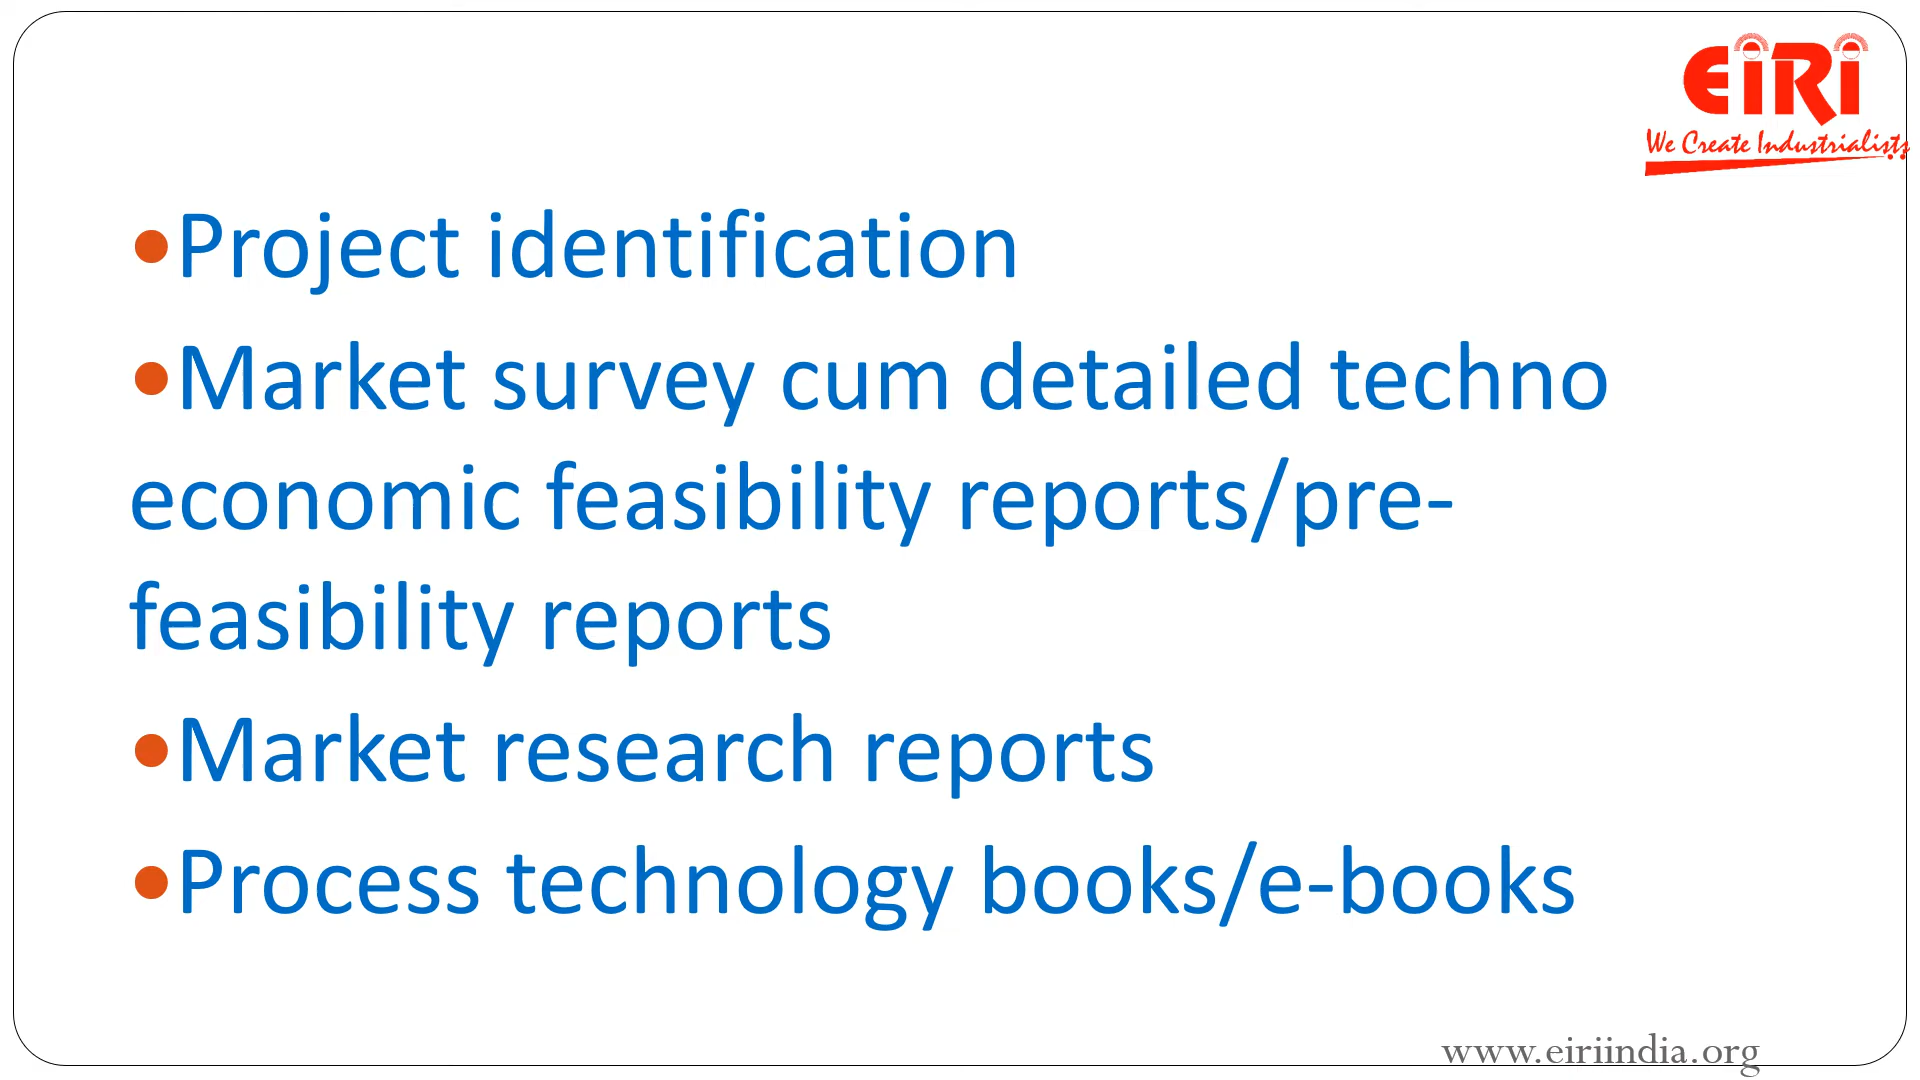 EiRi
We Create Industrialists
•Project identification
•Market survey cum detailed techno
economic feasibility reports/pre-
feasibility reports
•Market research reports
•Process technology books/e-books
www.eiriindia.org